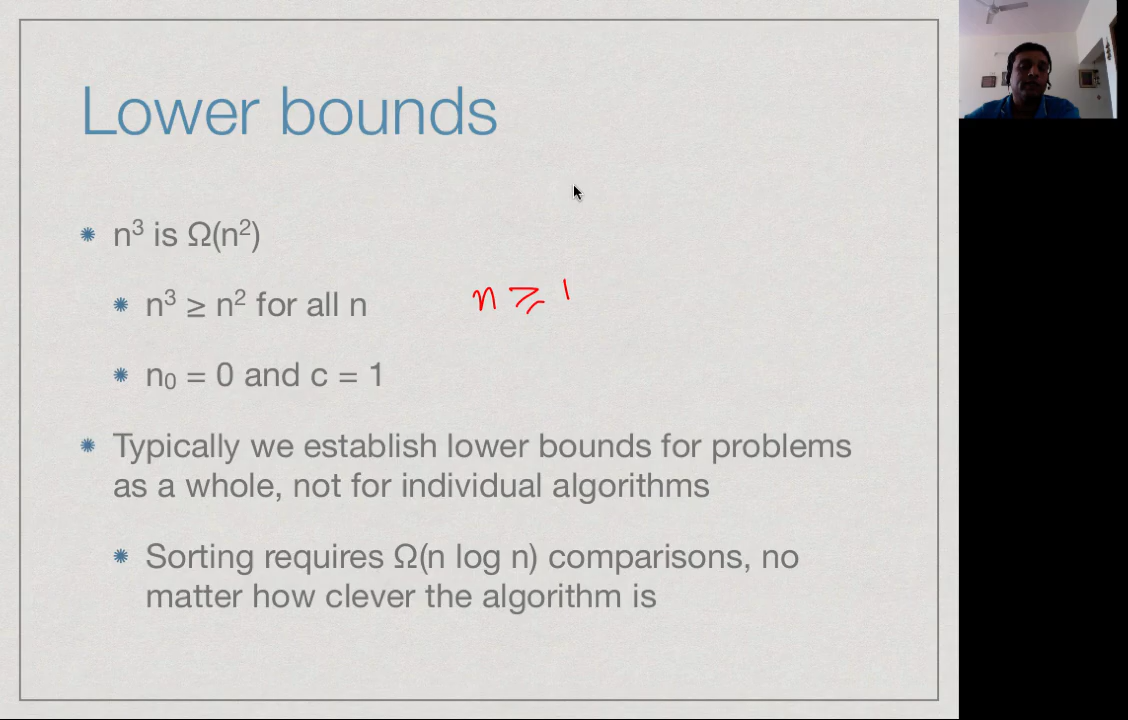 Lower bounds
n³ is Ω(n²)
n³ ≥ n² for all n
n ≥ 1
n₀ = 0 and c = 1
Typically we establish lower bounds for problems
as a whole, not for individual algorithms
Sorting requires Ω(n log n) comparisons, no
matter how clever the algorithm is